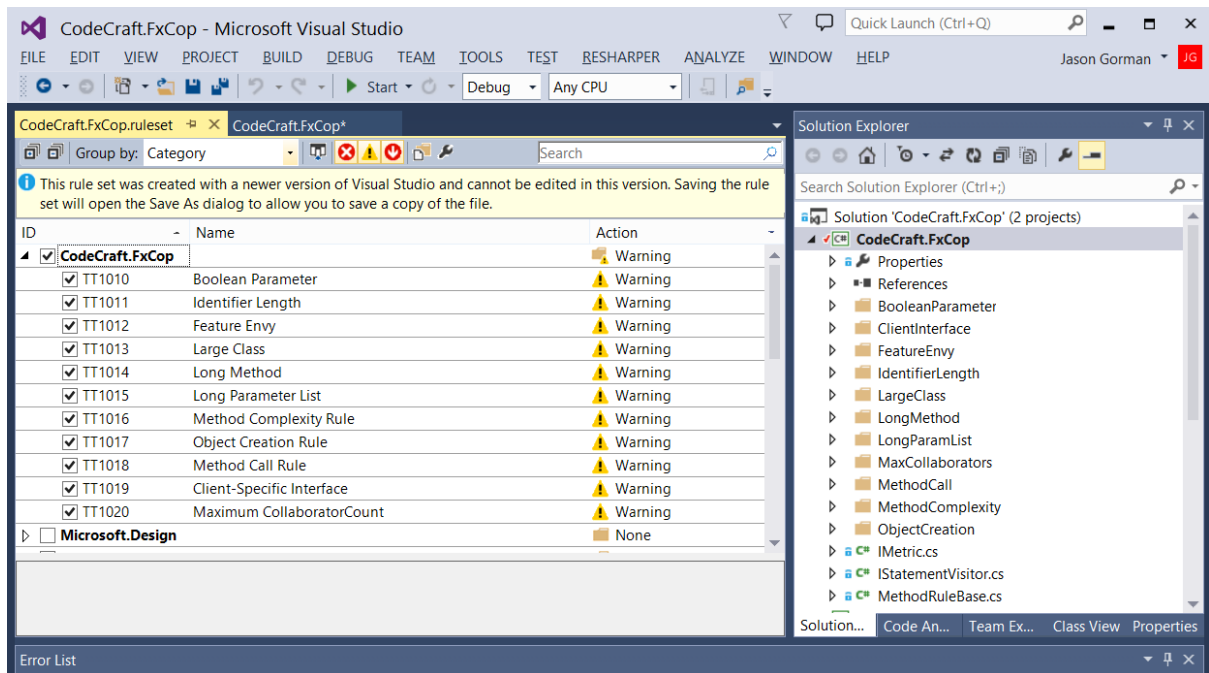 CodeCraft.FxCop - Microsoft Visual Studio
Quick Launch (Ctrl+Q)
FILE EDIT VIEW PROJECT BUILD DEBUG TEAM TOOLS TEST RESHARPER ANALYZE WINDOW HELP
Jason Gorman JG
Start Debug Any CPU
CodeCraft.FxCop.ruleset CodeCraft.FxCop*
Group by: Category Search
This rule set was created with a newer version of Visual Studio and cannot be edited in this version. Saving the rule
set will open the Save As dialog to allow you to save a copy of the file.
ID Name Action
CodeCraft.FxCop Warning
TT1010 Boolean Parameter Warning
TT1011 Identifier Length Warning
TT1012 Feature Envy Warning
TT1013 Large Class Warning
TT1014 Long Method Warning
TT1015 Long Parameter List Warning
TT1016 Method Complexity Rule Warning
TT1017 Object Creation Rule Warning
TT1018 Method Call Rule Warning
TT1019 Client-Specific Interface Warning
TT1020 Maximum CollaboratorCount Warning
Microsoft.Design None
Solution Explorer
Search Solution Explorer (Ctrl+;)
Solution 'CodeCraft.FxCop' (2 projects)
C# CodeCraft.FxCop
Properties
References
BooleanParameter
ClientInterface
FeatureEnvy
IdentifierLength
LargeClass
LongMethod
LongParamList
MaxCollaborators
MethodCall
MethodComplexity
ObjectCreation
C# IMetric.cs
C# IStatementVisitor.cs
C# MethodRuleBase.cs
Solution... Code An... Team Ex... Class View Properties
Error List